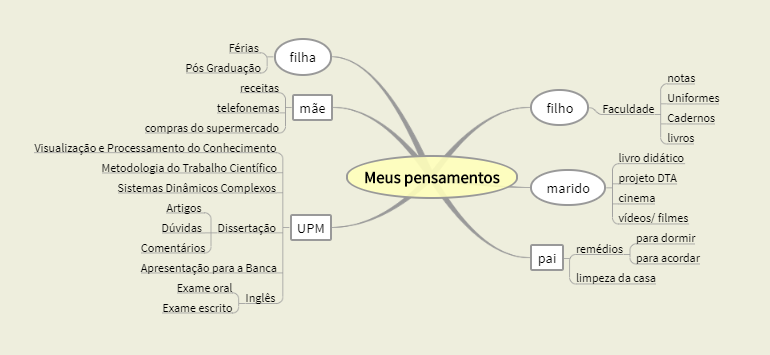 Meus pensamentos
filha
Férias
Pós Graduação
mãe
receitas
telefonemas
compras do supermercado
UPM
Visualização e Processamento do Conhecimento
Metodologia do Trabalho Científico
Sistemas Dinâmicos Complexos
Dissertação
Artigos
Dúvidas
Comentários
Apresentação para a Banca
Inglês
Exame oral
Exame escrito
filho
Faculdade
notas
Uniformes
Cadernos
livros
marido
livro didático
projeto DTA
cinema
vídeos/ filmes
pai
remédios
para dormir
para acordar
limpeza da casa